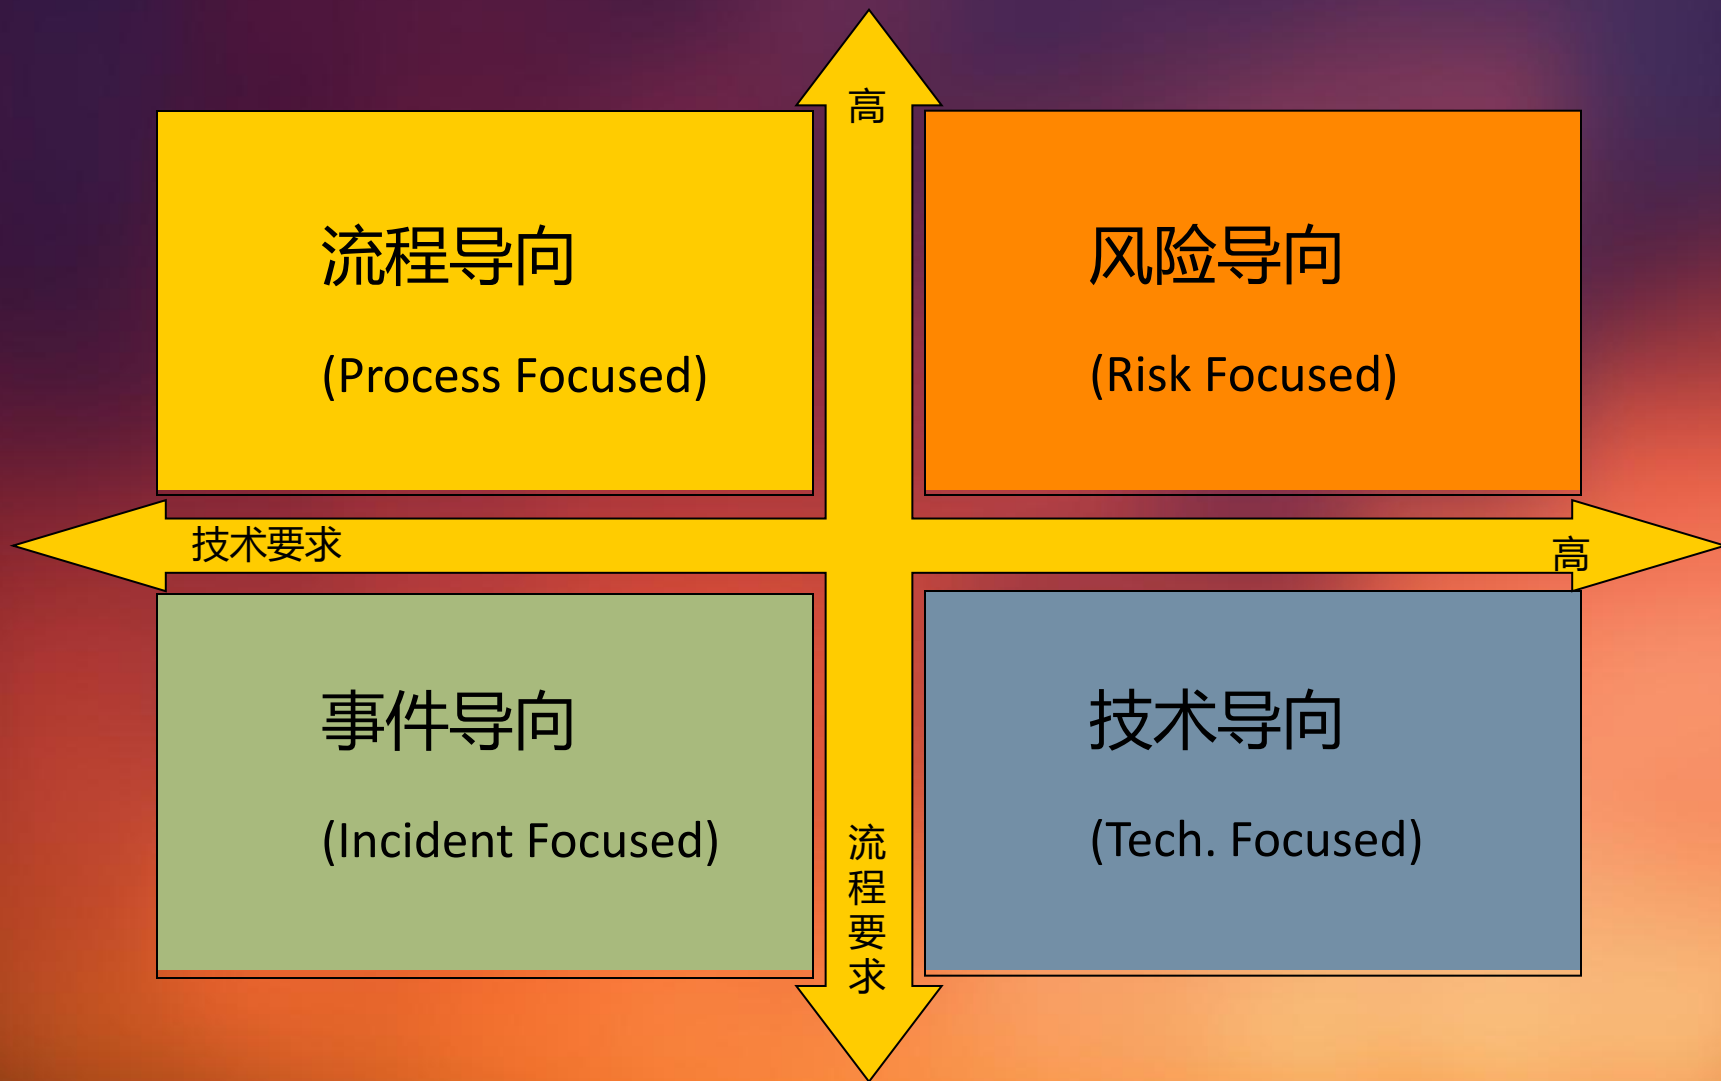 高
流程导向
(Process Focused)
风险导向
(Risk Focused)
技术要求
高
事件导向
(Incident Focused)
技术导向
(Tech. Focused)
流
程
要
求